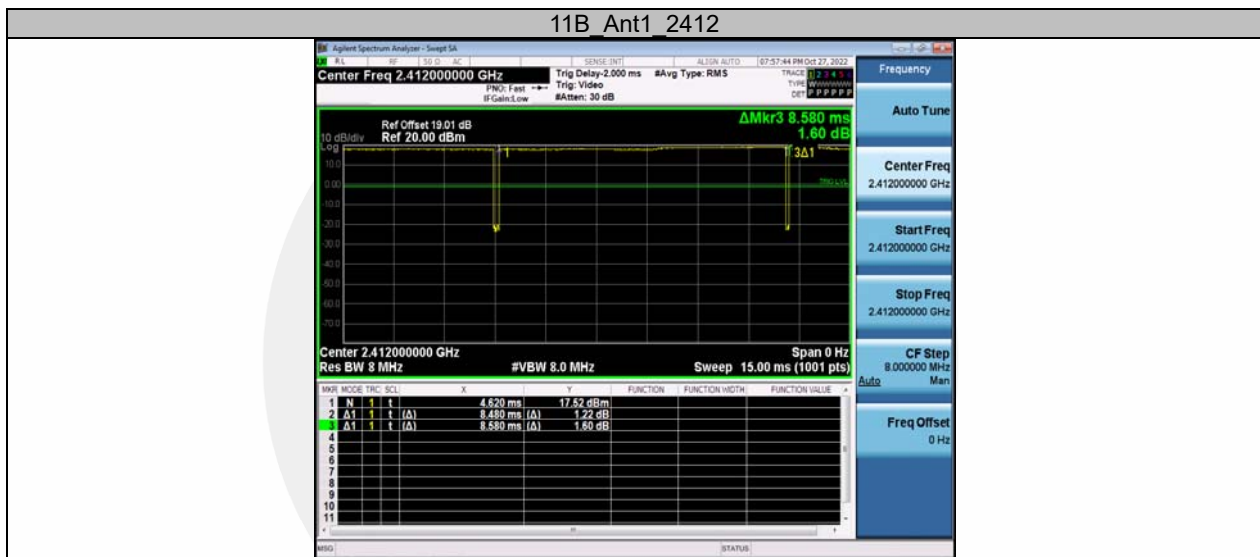 11B_Ant1_2412
Agilent Spectrum Analyzer - Swept SA
RL RF 50 Ω AC SENSE:INT ALIGN AUTO 07:57:44 PM Oct 27, 2022
Center Freq 2.412000000 GHz
PNO: Fast
IFGain:Low
Trig Delay-2.000 ms
Trig: Video
#Atten: 30 dB
#Avg Type: RMS
TRACE 1 2 3 4 5 6
TYPE WWWWWW
DET P P P P P P
Ref Offset 19.01 dB
10 dB/div Ref 20.00 dBm
Log
ΔMkr3 8.580 ms
1.60 dB
1
3Δ1
10.0
0.00
TRIG LVL
-10.0
-20.0
-30.0
-40.0
-50.0
-60.0
-70.0
Center 2.412000000 GHz Span 0 Hz
Res BW 8 MHz #VBW 8.0 MHz Sweep 15.00 ms (1001 pts)
MKR MODE TRC SCL X Y FUNCTION FUNCTION WIDTH FUNCTION VALUE
1 N 1 t 4.620 ms 17.52 dBm
2 Δ1 1 t (Δ) 8.480 ms (Δ) 1.22 dB
3 Δ1 1 t (Δ) 8.580 ms (Δ) 1.60 dB
4
5
6
7
8
9
10
11
MSG STATUS
Frequency
Auto Tune
Center Freq
2.412000000 GHz
Start Freq
2.412000000 GHz
Stop Freq
2.412000000 GHz
CF Step
8.000000 MHz
Auto Man
Freq Offset
0 Hz